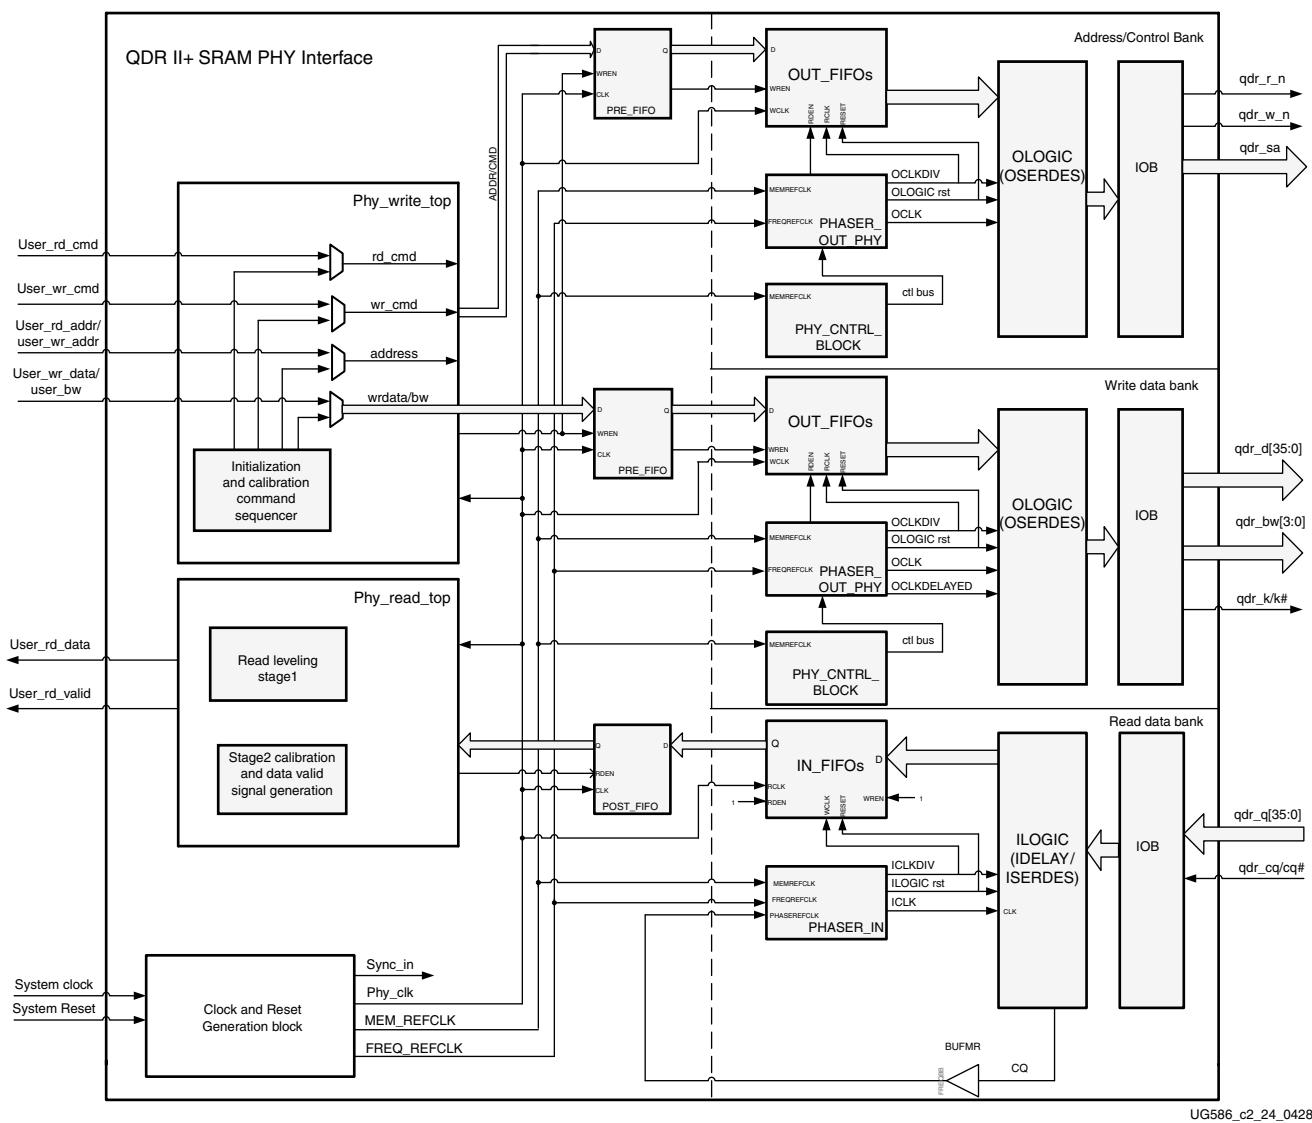 QDR II+ SRAM PHY Interface
Address/Control Bank
D
Q
WREN
CLK
PRE_FIFO
D
OUT_FIFOs
WREN
WCLK
RDEN
RCLK
RESET
OLOGIC
(OSERDES)
IOB
qdr_r_n
qdr_w_n
qdr_sa
ADDR/CMD
MEMREFCLK
FREQREFCLK
PHASER_
OUT_PHY
OCLKDIV
OLOGIC rst
OCLK
ctl bus
MEMREFCLK
PHY_CNTRL_
BLOCK
Phy_write_top
User_rd_cmd
rd_cmd
User_wr_cmd
wr_cmd
User_rd_addr/
user_wr_addr
address
User_wr_data/
user_bw
wrdata/bw
Initialization
and calibration
command
sequencer
Write data bank
D
Q
WREN
CLK
PRE_FIFO
D
OUT_FIFOs
WREN
WCLK
RDEN
RCLK
RESET
OLOGIC
(OSERDES)
IOB
qdr_d[35:0]
qdr_bw[3:0]
qdr_k/k#
MEMREFCLK
FREQREFCLK
PHASER_
OUT_PHY
OCLKDIV
OLOGIC rst
OCLK
OCLKDELAYED
ctl bus
MEMREFCLK
PHY_CNTRL_
BLOCK
Phy_read_top
User_rd_data
User_rd_valid
Read leveling
stage1
Stage2 calibration
and data valid
signal generation
Read data bank
Q
D
RDEN
CLK
POST_FIFO
Q
IN_FIFOs
D
RCLK
1
RDEN
WCLK
RESET
WREN
1
ILOGIC
(IDELAY/
ISERDES)
CLK
IOB
qdr_q[35:0]
qdr_cq/cq#
MEMREFCLK
FREQREFCLK
PHASEREFCLK
PHASER_IN
ICLKDIV
ILOGIC rst
ICLK
System clock
System Reset
Clock and Reset
Generation block
Sync_in
Phy_clk
MEM_REFCLK
FREQ_REFCLK
BUFMR
CQ
UG586_c2_24_0428